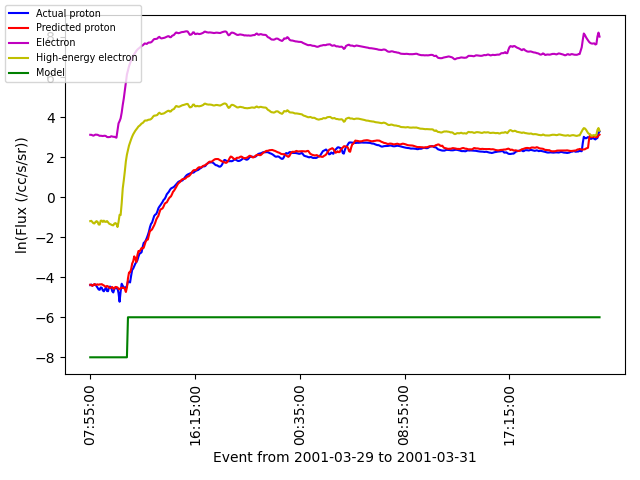 Actual proton
Predicted proton
Electron
High-energy electron
Model
8
6
4
2
0
−2
−4
−6
−8
ln(Flux (/cc/s/sr))
07:55:00
16:15:00
00:35:00
08:55:00
17:15:00
Event from 2001-03-29 to 2001-03-31